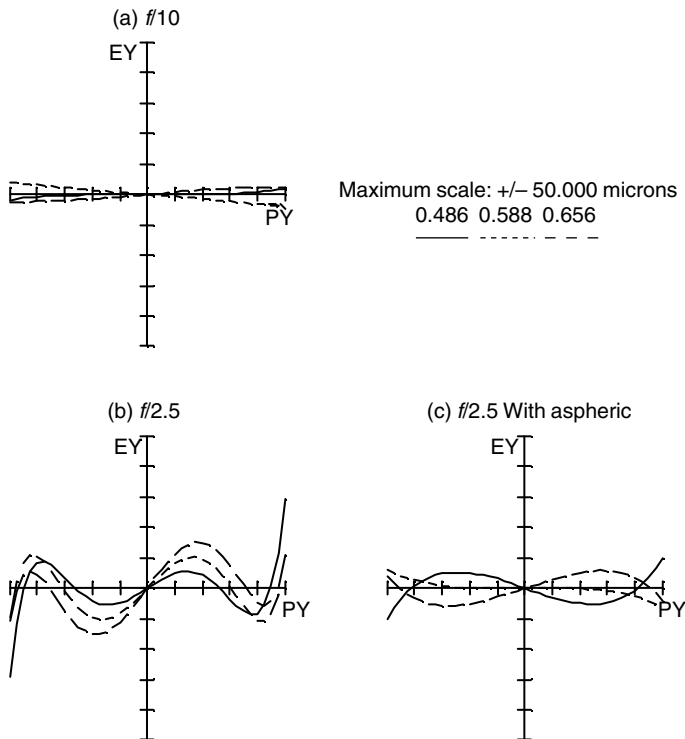 (a) f/10
EY
PY
Maximum scale: +/– 50.000 microns
0.486 0.588 0.656
(b) f/2.5
EY
PY
(c) f/2.5 With aspheric
EY
PY